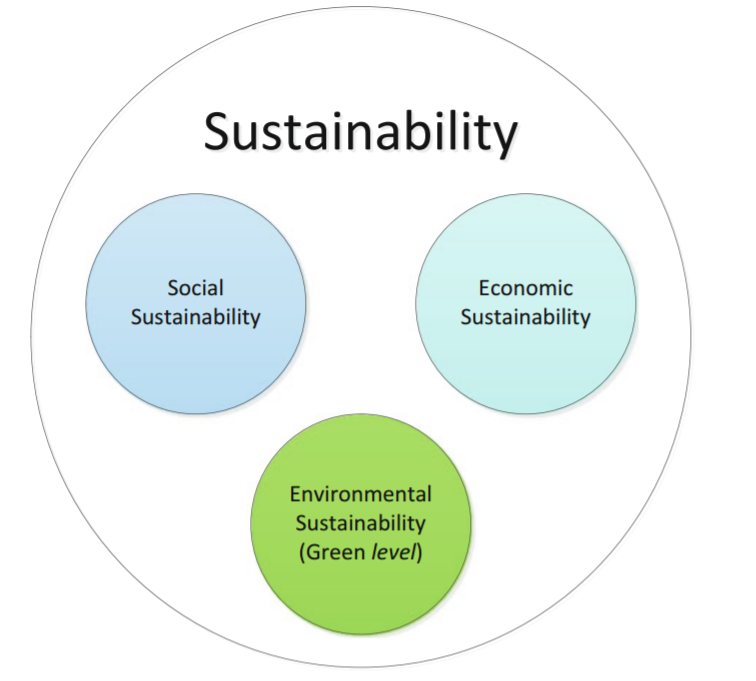 Sustainability
Social
Sustainability
Economic
Sustainability
Environmental
Sustainability
(Green level)